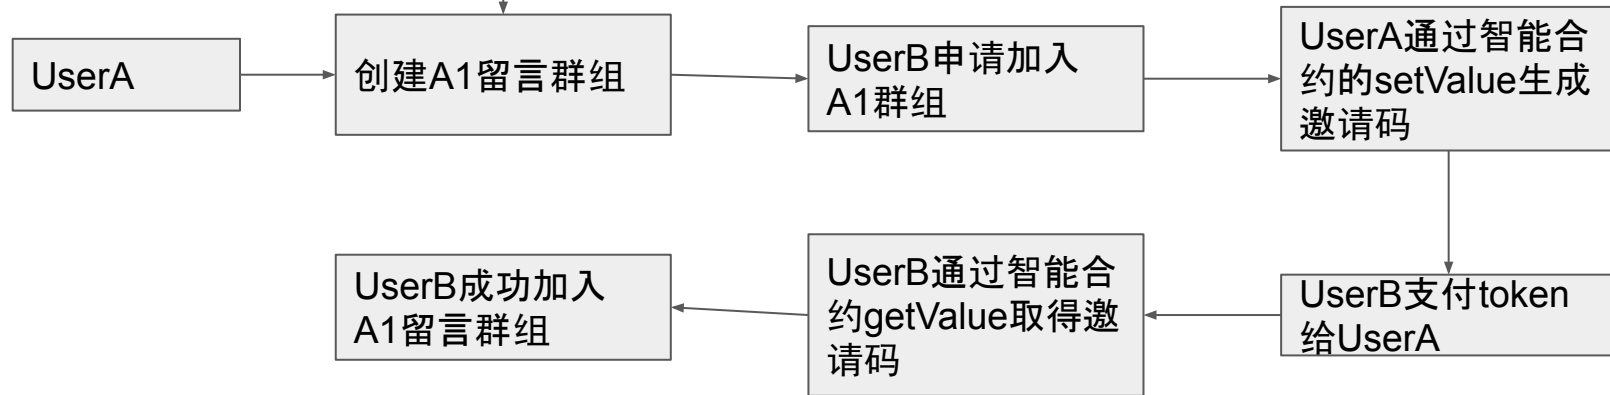 UserA
创建A1留言群组
UserB申请加入
A1群组
UserA通过智能合
约的setValue生成
邀请码
UserB支付token
给UserA
UserB通过智能合
约getValue取得邀
请码
UserB成功加入
A1留言群组